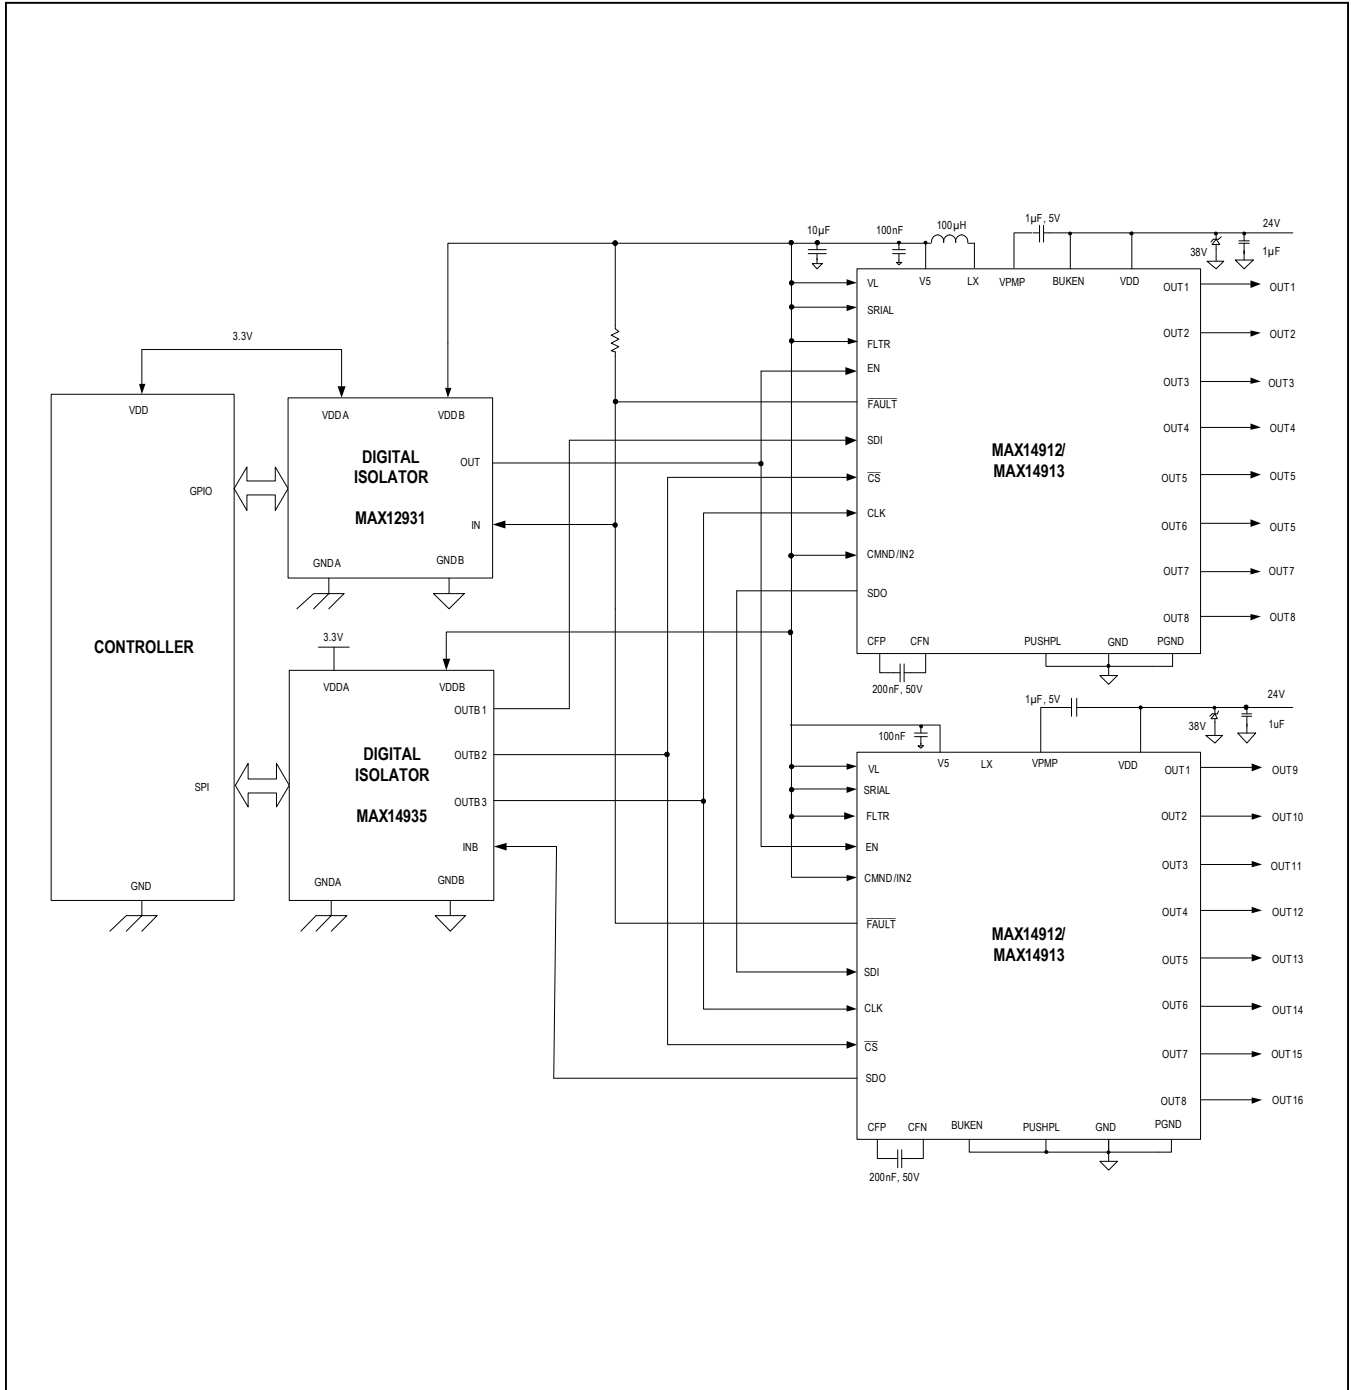 10µF
100nF
100µH
1µF, 5V
24V
38V
1µF
VL
V5
LX
VPMP
BUKEN
VDD
OUT1
OUT1
SRIAL
OUT2
OUT2
FLTR
EN
OUT3
OUT3
FAULT
OUT4
OUT4
SDI
MAX14912/
MAX14913
CS
OUT5
OUT5
CLK
OUT6
OUT5
CMND/IN2
OUT7
OUT7
SDO
OUT8
OUT8
CFP
CFN
PUSHPL
GND
PGND
200nF, 50V
3.3V
VDD
VDDA
VDDB
DIGITAL
ISOLATOR
OUT
GPIO
MAX12931
IN
GNDA
GNDB
CONTROLLER
3.3V
VDDA
VDDB
OUTB1
DIGITAL
ISOLATOR
OUTB2
SPI
OUTB3
MAX14935
INB
GNDA
GNDB
GND
1µF, 5V
24V
38V
1uF
100nF
V5
LX
VPMP
VDD
VL
OUT1
OUT9
SRIAL
FLTR
OUT2
OUT10
EN
OUT3
OUT11
CMND/IN2
OUT4
OUT12
FAULT
MAX14912/
MAX14913
OUT5
OUT13
SDI
CLK
OUT6
OUT14
CS
OUT7
OUT15
SDO
OUT8
OUT16
CFP
CFN
BUKEN
PUSHPL
GND
PGND
200nF, 50V